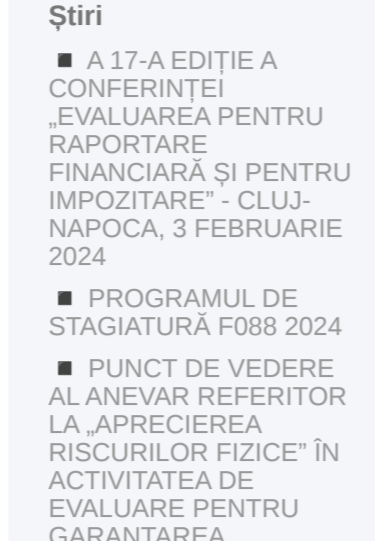 Știri
▪ A 17-A EDIȚIE A
CONFERINȚEI
„EVALUAREA PENTRU
RAPORTARE
FINANCIARĂ ȘI PENTRU
IMPOZITARE” - CLUJ-
NAPOCA, 3 FEBRUARIE
2024
▪ PROGRAMUL DE
STAGIATURĂ F088 2024
▪ PUNCT DE VEDERE
AL ANEVAR REFERITOR
LA „APRECIEREA
RISCURILOR FIZICE” ÎN
ACTIVITATEA DE
EVALUARE PENTRU
GARANTAREA